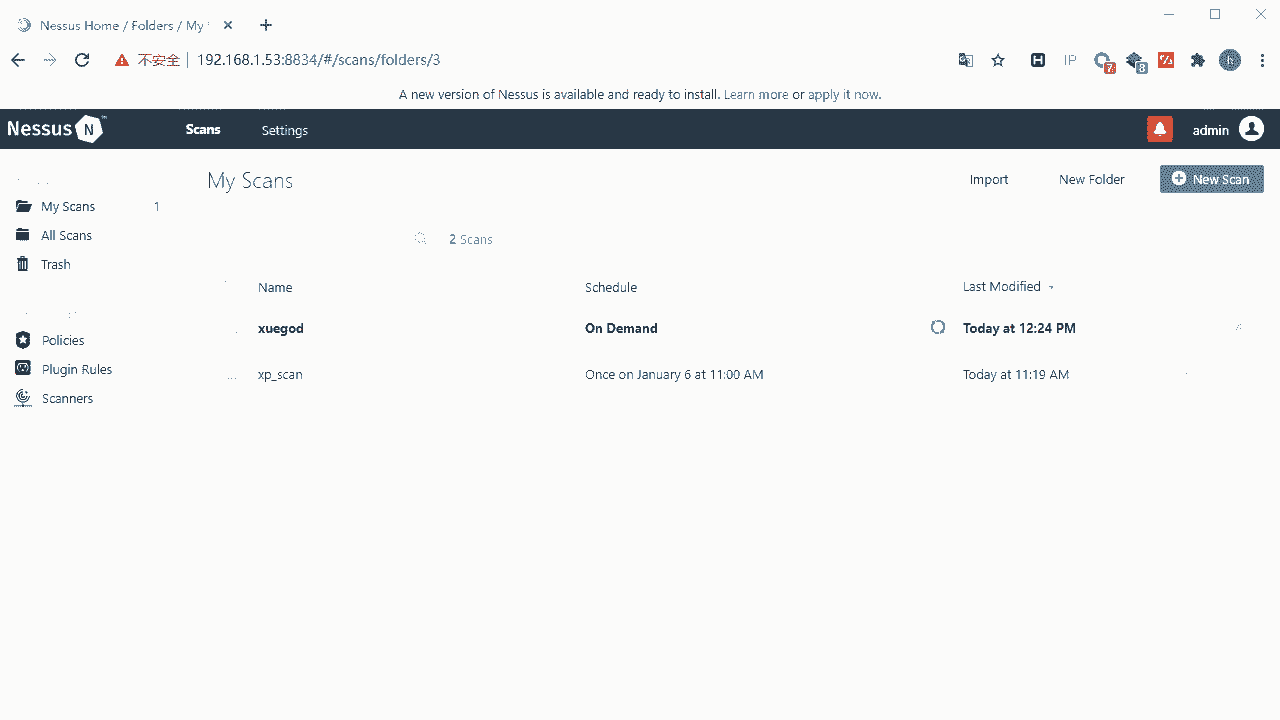 Nessus Home / Folders / My
不安全 192.168.1.53:8834/#/scans/folders/3
IP
7
8
A new version of Nessus is available and ready to install. Learn more or apply it now.
Nessus N
Scans
Settings
admin
My Scans
Import
New Folder
New Scan
My Scans 1
All Scans
Trash
2 Scans
Name Schedule Last Modified
xuegod On Demand Today at 12:24 PM
xp_scan Once on January 6 at 11:00 AM Today at 11:19 AM
Policies
Plugin Rules
Scanners